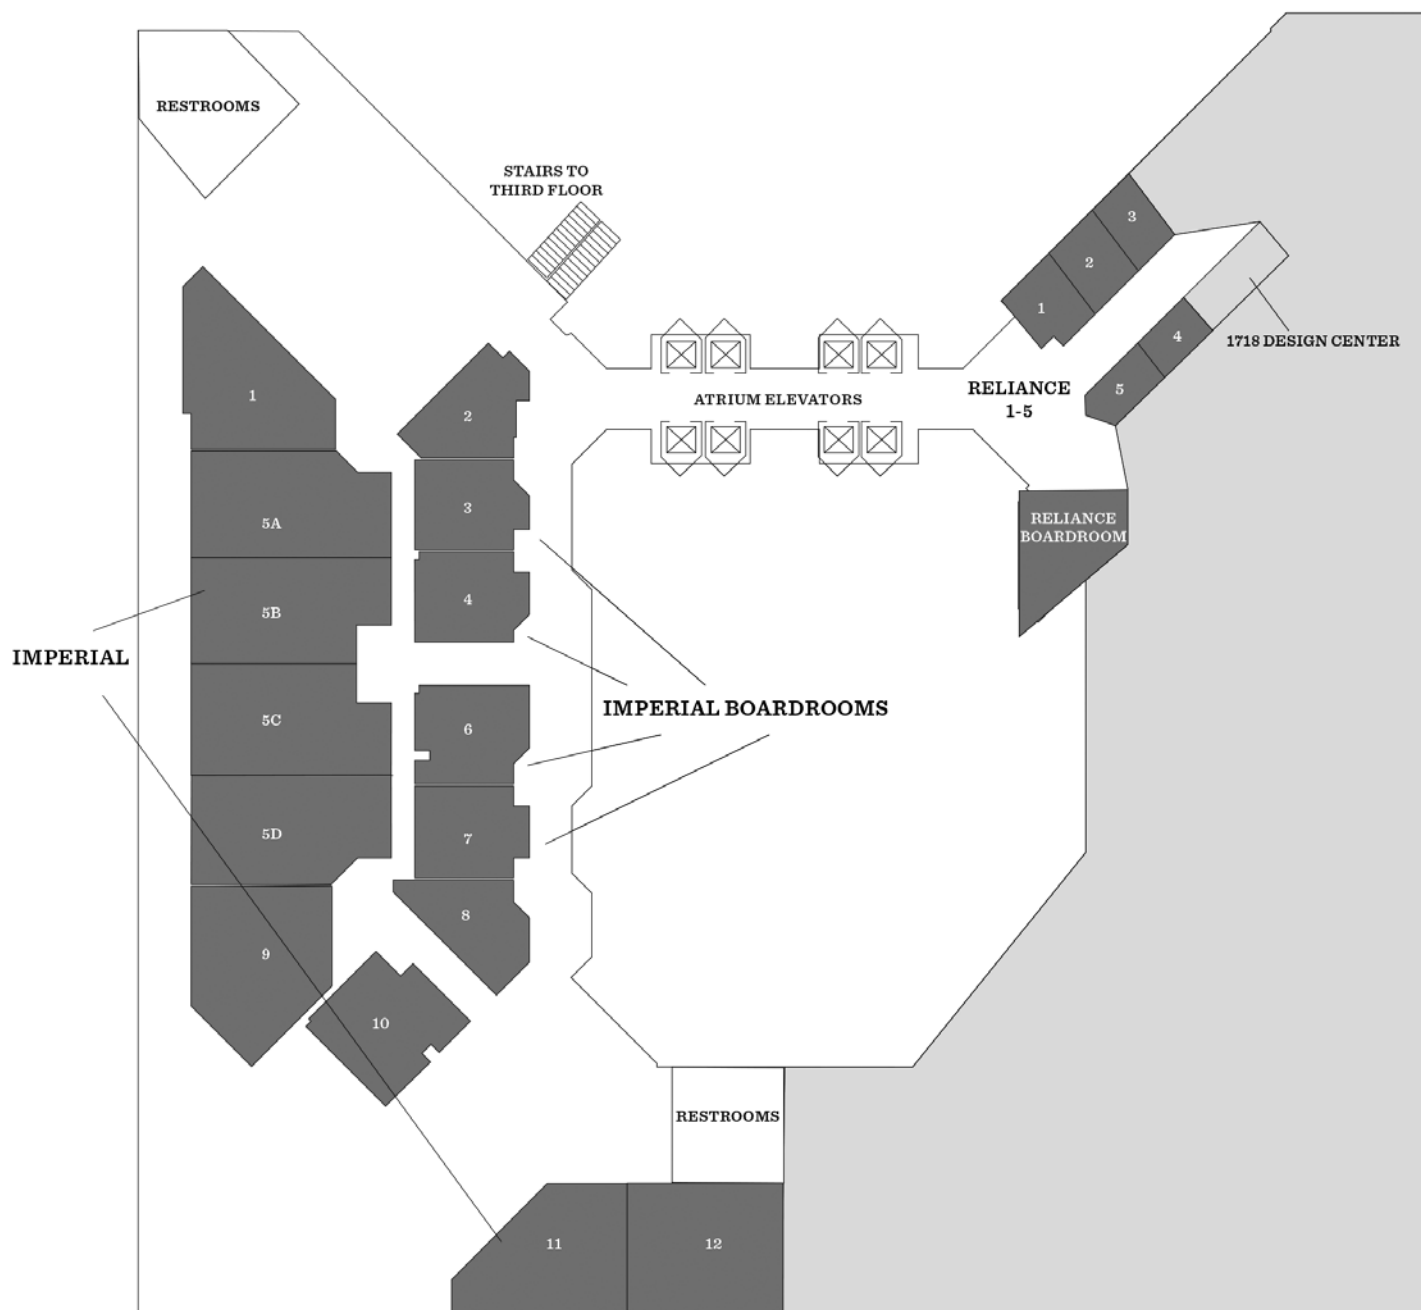 RESTROOMS
STAIRS TO
THIRD FLOOR
3
2
1
4
5
1718 DESIGN CENTER
ATRIUM ELEVATORS
RELIANCE
1-5
1
2
3
5A
RELIANCE
BOARDROOM
4
5B
IMPERIAL
IMPERIAL BOARDROOMS
5C
6
5D
7
8
9
10
RESTROOMS
11
12